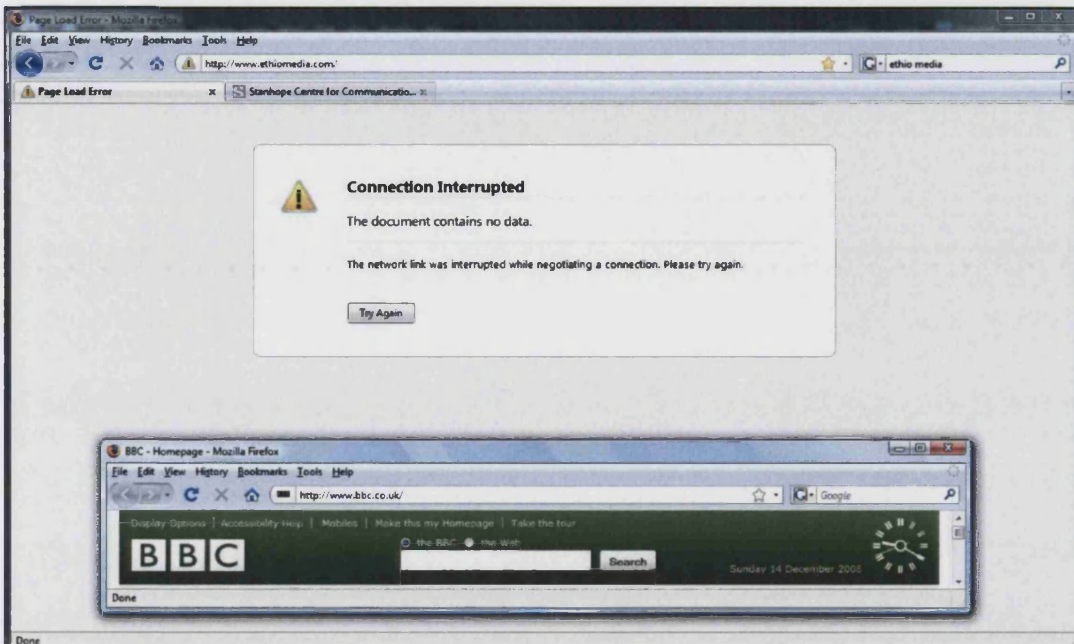 Page Load Error - Mozilla Firefox
File Edit View History Bookmarks Tools Help
http://www.ethiomedia.com/
ethio media
Page Load Error
Stanhope Centre for Communicatio...
Connection Interrupted
The document contains no data.
The network link was interrupted while negotiating a connection. Please try again.
Try Again
BBC - Homepage - Mozilla Firefox
File Edit View History Bookmarks Tools Help
http://www.bbc.co.uk/
Google
Display Options | Accessibility Help | Mobiles | Make this my Homepage | Take the tour
the BBC the Web
BBC
Search
Sunday 14 December 2008
Done
Done